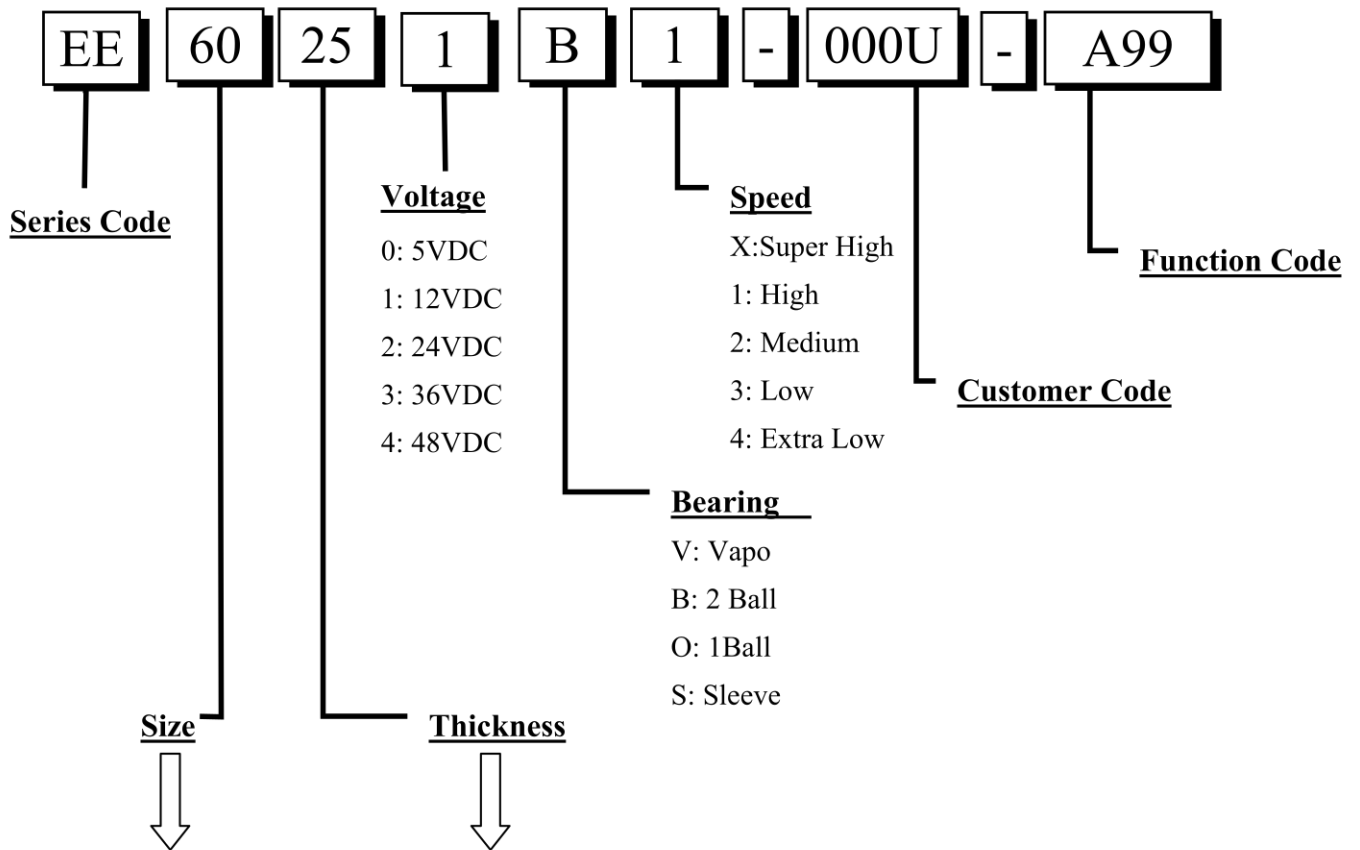 EE 60 25 1 B 1 - 000U - A99
Series Code
Voltage
0: 5VDC
1: 12VDC
2: 24VDC
3: 36VDC
4: 48VDC
Speed
X:Super High
1: High
2: Medium
3: Low
4: Extra Low
Function Code
Customer Code
Bearing
V: Vapo
B: 2 Ball
O: 1Ball
S: Sleeve
Size
Thickness